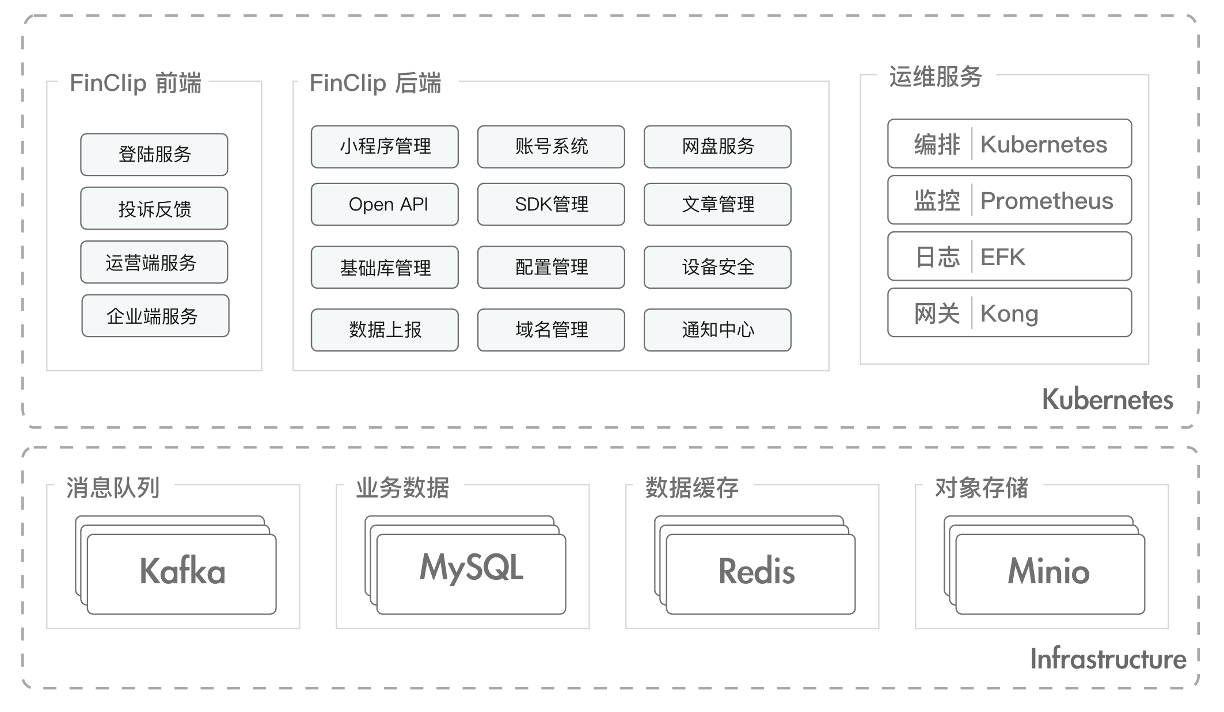 FinClip 前端
登陆服务
投诉反馈
运营端服务
企业端服务
FinClip 后端
小程序管理
账号系统
网盘服务
Open API
SDK管理
文章管理
基础库管理
配置管理
设备安全
数据上报
域名管理
通知中心
运维服务
编排 Kubernetes
监控 Prometheus
日志 EFK
网关 Kong
Kubernetes
消息队列
Kafka
业务数据
MySQL
数据缓存
Redis
对象存储
Minio
Infrastructure